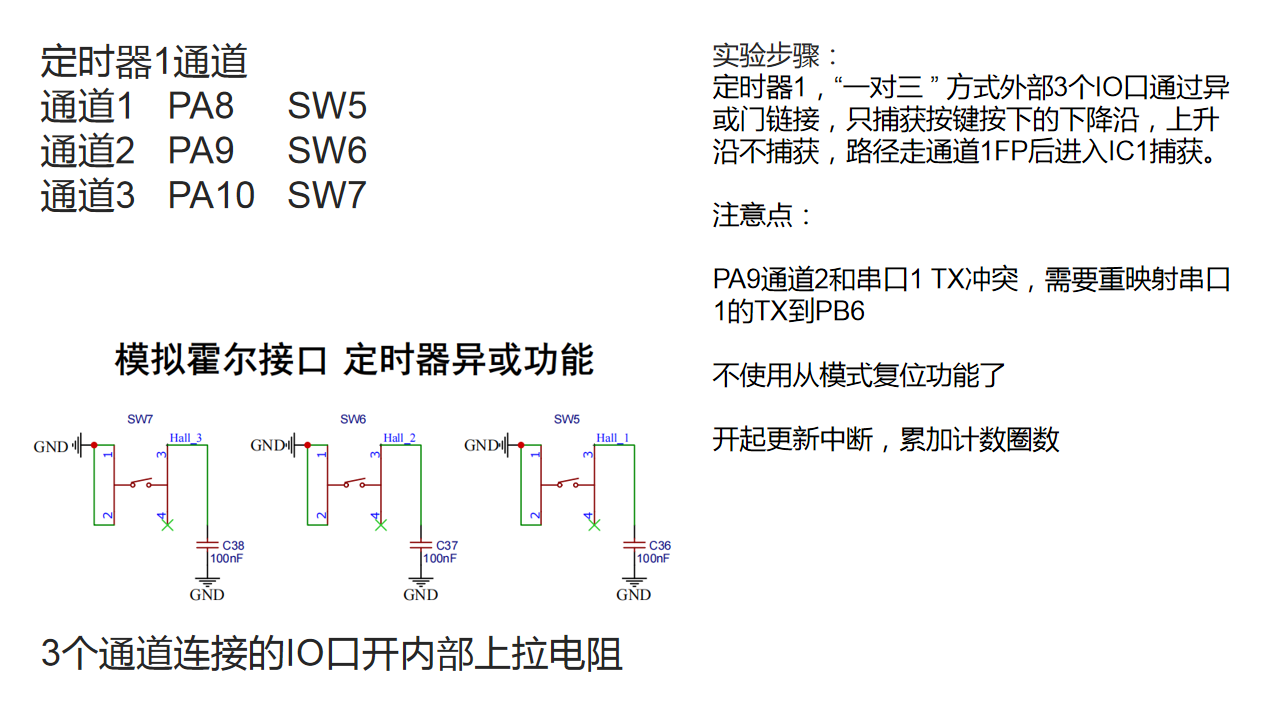 定时器1通道
通道1 PA8 SW5
通道2 PA9 SW6
通道3 PA10 SW7
模拟霍尔接口 定时器异或功能
SW7
GND
1
2
3
4
Hall_3
C38
100nF
GND
SW6
GND
1
2
3
4
Hall_2
C37
100nF
GND
SW5
GND
1
2
3
4
Hall_1
C36
100nF
GND
3个通道连接的IO口开内部上拉电阻
实验步骤：
定时器1，“一对三 ” 方式外部3个IO口通过异
或门链接，只捕获按键按下的下降沿，上升
沿不捕获，路径走通道1FP后进入IC1捕获。
注意点：
PA9通道2和串口1 TX冲突，需要重映射串口
1的TX到PB6
不使用从模式复位功能了
开起更新中断，累加计数圈数